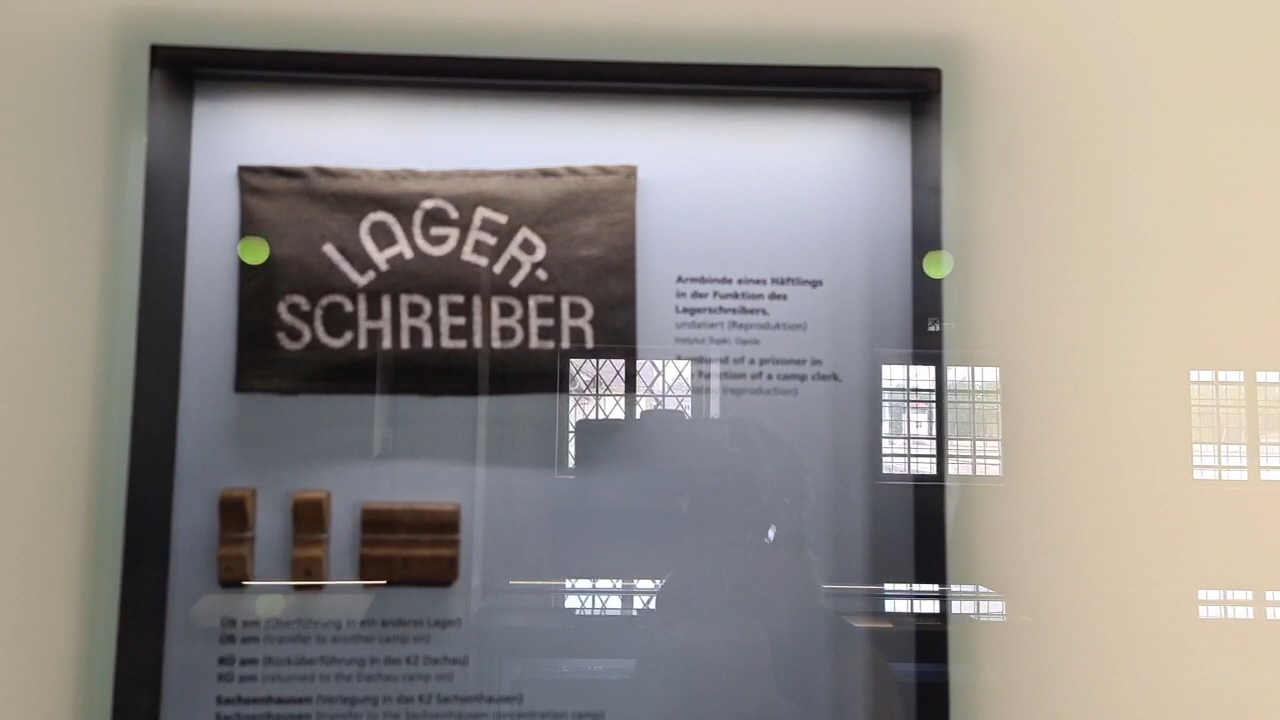 LAGER-
SCHREIBER
Armbinde eines Häftlings
in der Funktion des
Lagerschreibers,
undatiert (Reproduktion)
Instytut Śląski, Opole
Armband of a prisoner in
Function of a camp clerk,
(reproduction)
ÜB am (Überführung in ein anderes Lager)
ÜB am (transfer to another camp on)
RÜ am (Rücküberführung in das KZ Dachau)
RÜ am (returned to the Dachau camp on)
Sachsenhausen (Verlegung in das KZ Sachsenhausen)
Sachsenhausen (transfer to the Sachsenhausen concentration camp)